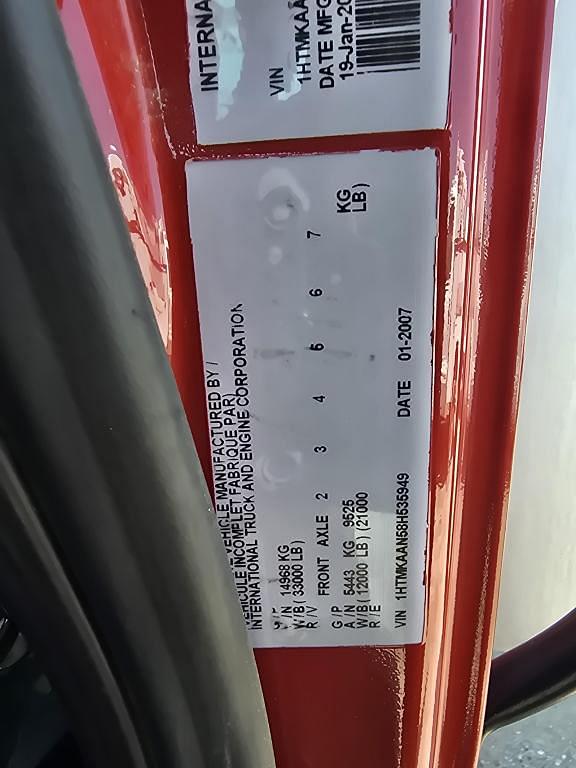 INTERNA
VIN 1HTMKAA
DATE MFG
19-Jan-20
VEHICLE MANUFACTURED BY /
VEHICULE INCOMPLET FABRIQUE PAR)
INTERNATIONAL TRUCK AND ENGINE CORPORATION
/N 14968 KG
W/B( 33000 LB )
R /V
FRONT AXLE 2 3 4 5 6 7
G / P
A / N 5443 KG 9525 KG
W/B( 12000 LB ) (21000 LB )
R / E
VIN 1HTMKAAN58H535949 DATE 01-2007